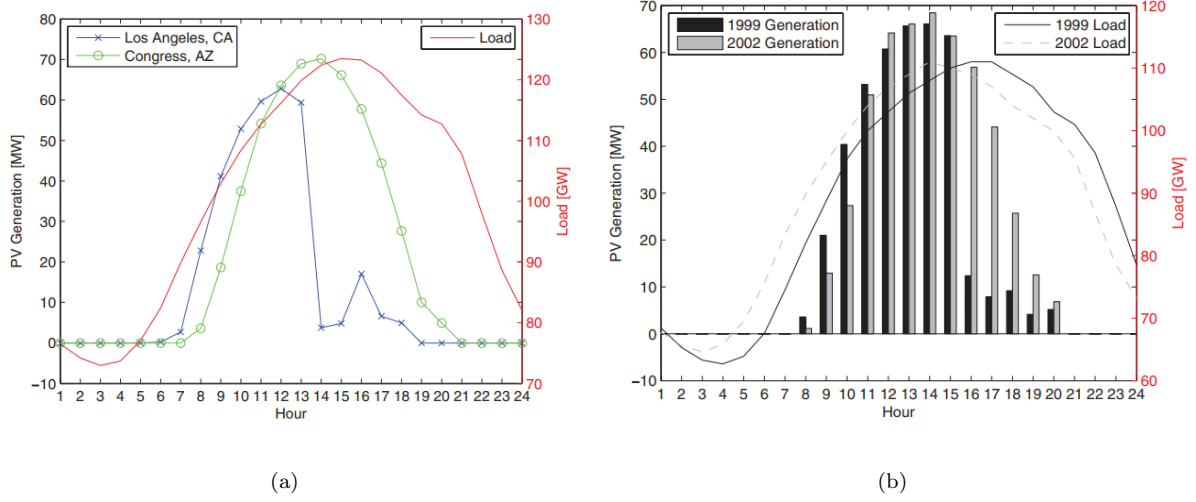 Los Angeles, CA
Congress, AZ
Load
80
70
60
50
40
30
20
10
0
−10
PV Generation [MW]
130
120
110
100
90
80
70
Load [GW]
1 2 3 4 5 6 7 8 9 10 11 12 13 14 15 16 17 18 19 20 21 22 23 24
Hour
(a)
1999 Generation
2002 Generation
1999 Load
2002 Load
70
60
50
40
30
20
10
0
−10
PV Generation [MW]
120
110
100
90
80
70
60
Load [GW]
1 2 3 4 5 6 7 8 9 10 11 12 13 14 15 16 17 18 19 20 21 22 23 24
Hour
(b)